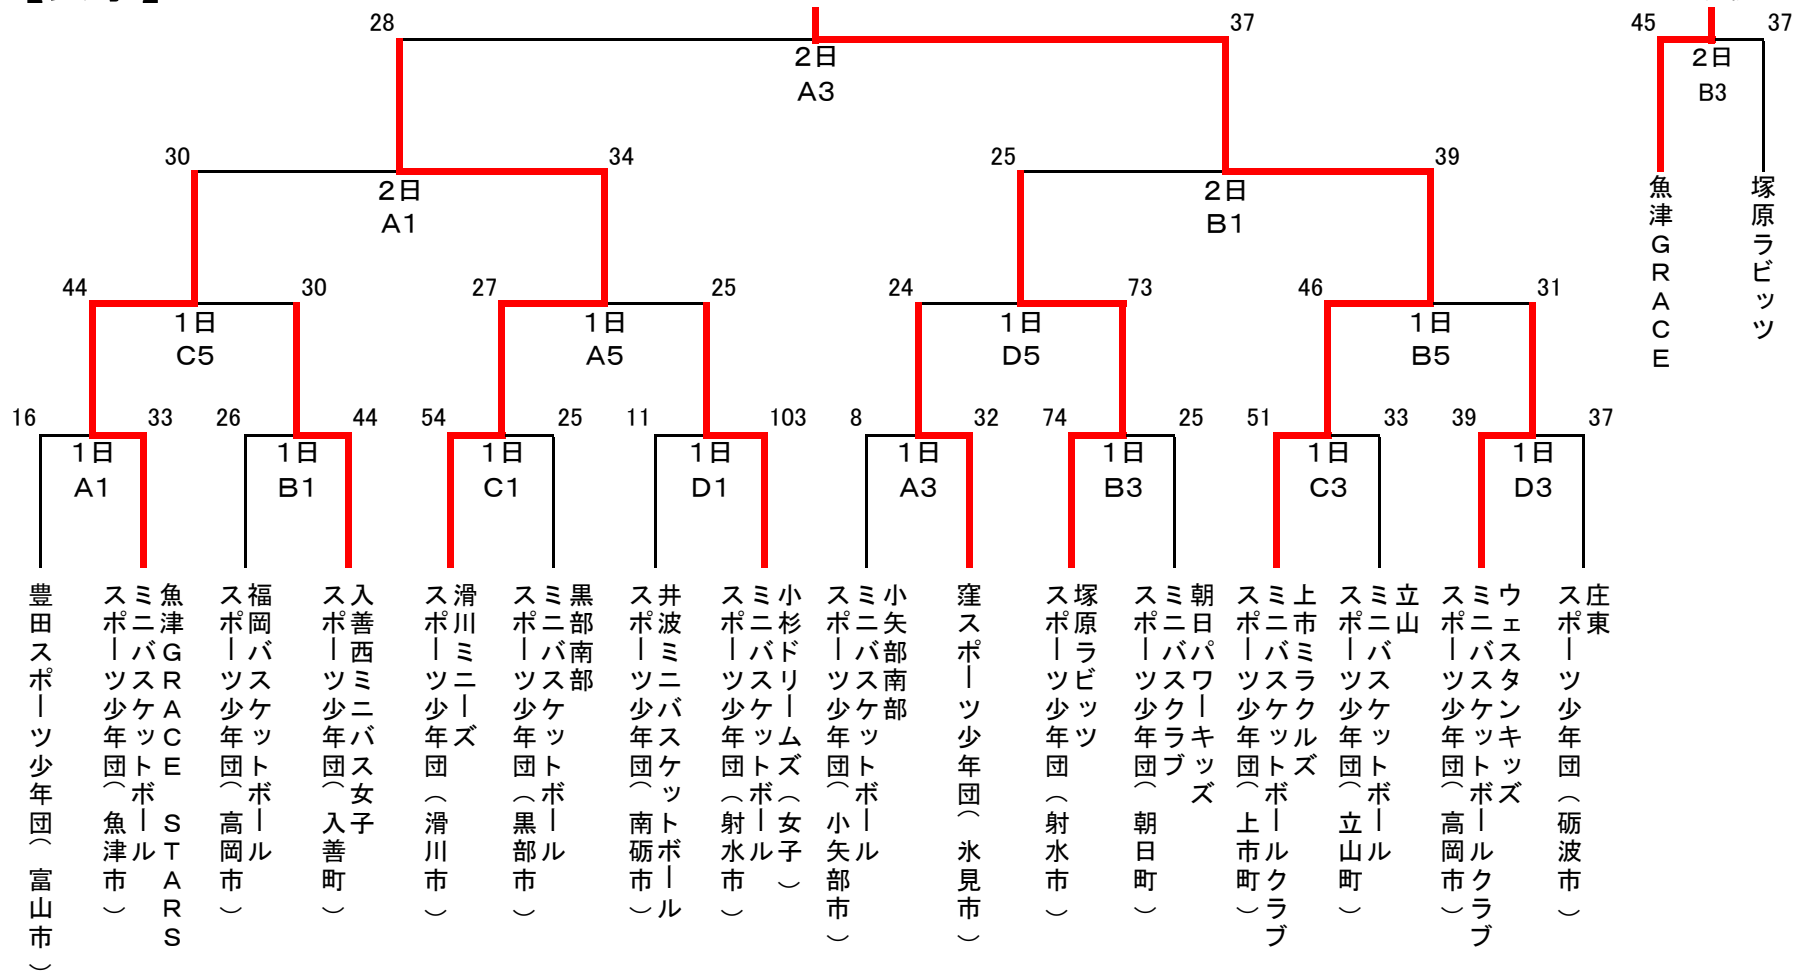 28
37
2日
A3
45
37
2日
B3
魚津GRACE
塚原ラビッツ
30
34
2日
A1
25
39
2日
B1
44
30
1日
C5
27
25
1日
A5
24
73
1日
D5
46
31
1日
B5
16
33
1日
A1
26
44
1日
B1
54
25
1日
C1
11
103
1日
D1
8
32
1日
A3
74
25
1日
B3
51
33
1日
C3
39
37
1日
D3
豊田スポーツ少年団（富山市）
魚津GRACE STARS
ミニバスケットボール
スポーツ少年団（魚津市）
福岡バスケットボール
スポーツ少年団（高岡市）
入善西ミニバス女子
スポーツ少年団（入善町）
滑川ミニーズ
スポーツ少年団（滑川市）
黒部南部
ミニバスケットボール
スポーツ少年団（黒部市）
井波ミニバスケットボール
スポーツ少年団（南砺市）
小杉ドリームズ（女子）
ミニバスケットボール
スポーツ少年団（射水市）
小矢部南部
ミニバスケットボール
スポーツ少年団（小矢部市）
窪スポーツ少年団（氷見市）
塚原ラビッツ
スポーツ少年団（射水市）
朝日パワーキッズ
ミニバスクラブ
スポーツ少年団（朝日町）
上市ミラクルズ
ミニバスケットボールクラブ
スポーツ少年団（上市町）
立山
ミニバスケットボール
スポーツ少年団（立山町）
ウェスタンキッズ
ミニバスケットボールクラブ
スポーツ少年団（高岡市）
庄東
スポーツ少年団（砺波市）